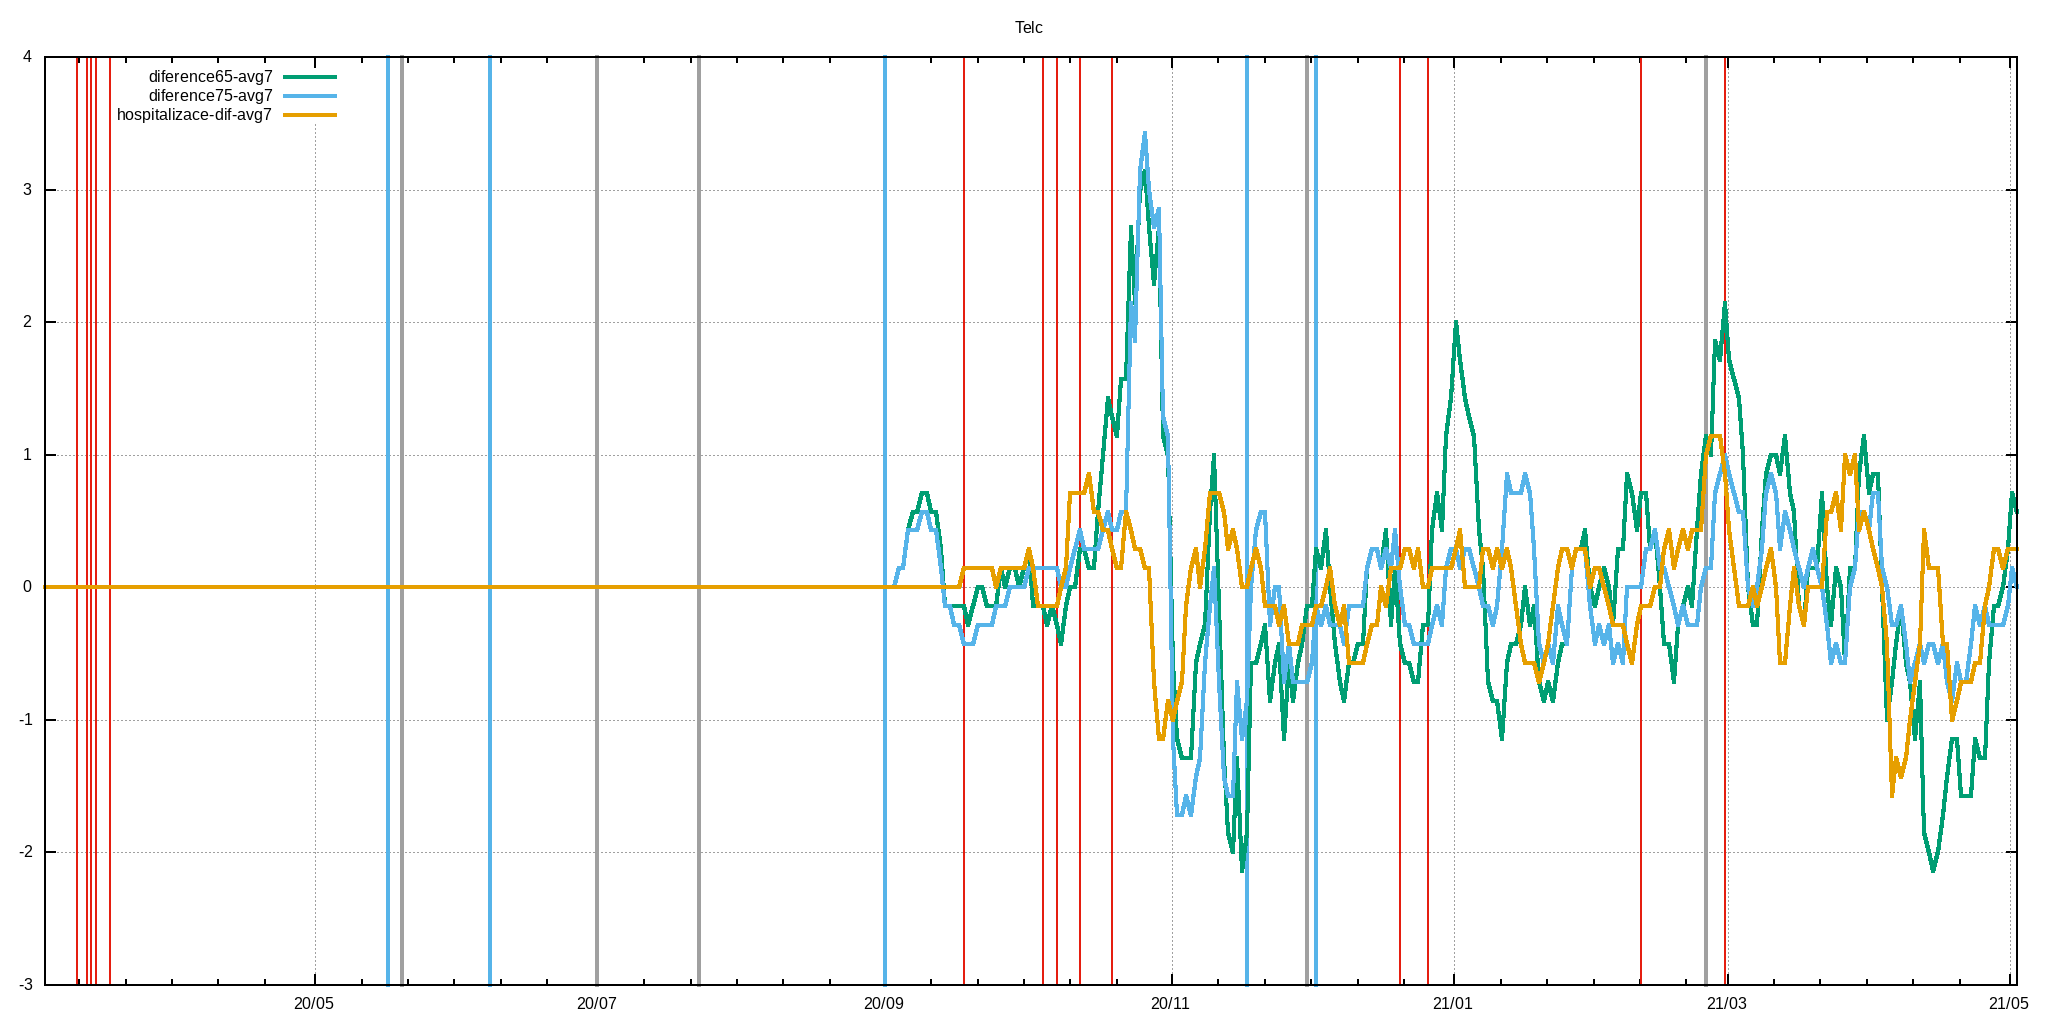 Telc
diference65-avg7
diference75-avg7
hospitalizace-dif-avg7
4
3
2
1
0
-1
-2
-3
20/05 20/07 20/09 20/11 21/01 21/03 21/05